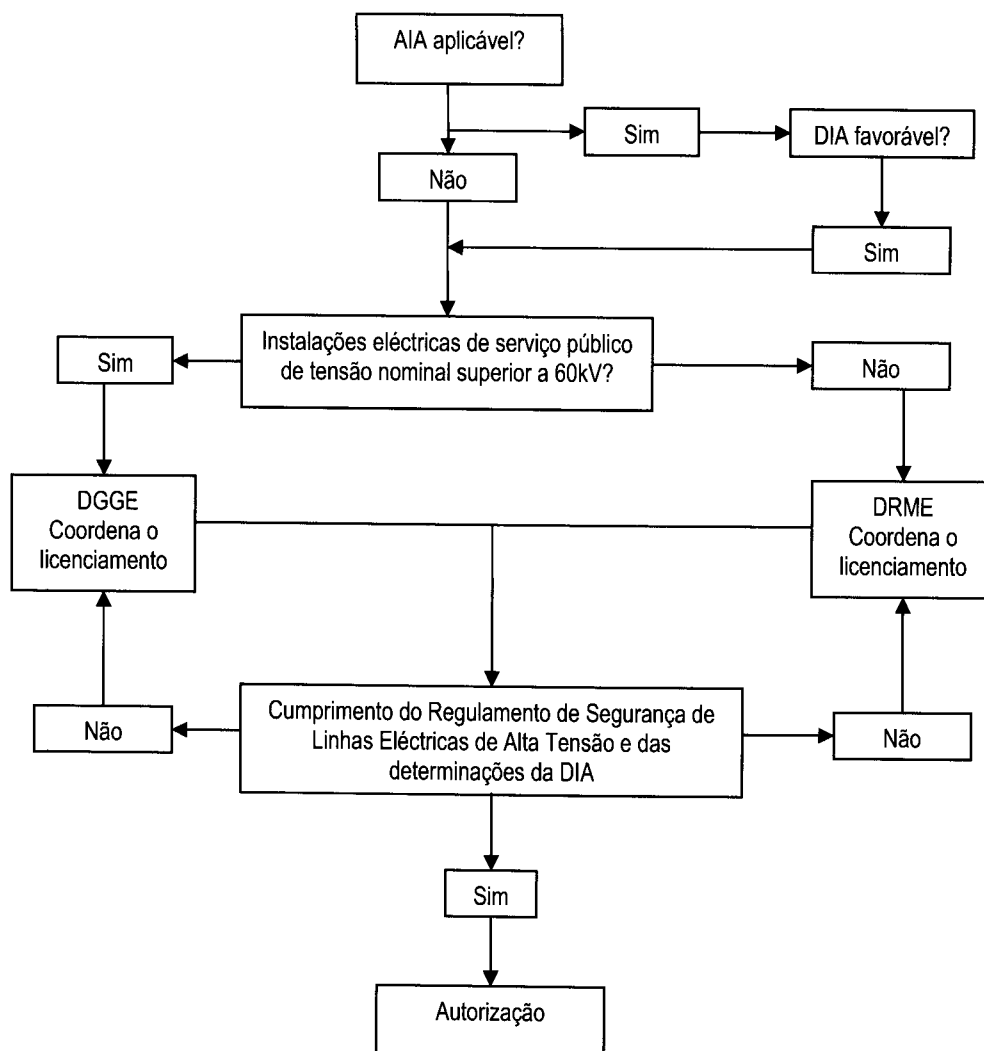 AIA aplicável?
Sim
DIA favorável?
Não
Sim
Instalações eléctricas de serviço público
de tensão nominal superior a 60kV?
Sim
Não
DGGE
Coordena o
licenciamento
DRME
Coordena o
licenciamento
Não
Cumprimento do Regulamento de Segurança de
Linhas Eléctricas de Alta Tensão e das
determinações da DIA
Não
Sim
Autorização